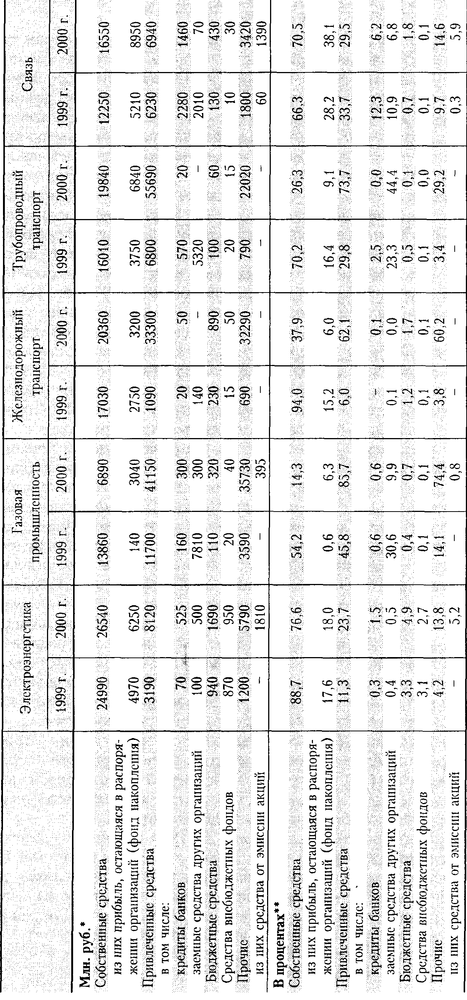 Электроэнергетика Газовая промышленность Железнодорожный транспорт Трубопроводный транспорт Связь
1999 г. 2000 г. 1999 г. 2000 г. 1999 г. 2000 г. 1999 г. 2000 г. 1999 г. 2000 г.
Млн. руб.*
Собственные средства 24990 26540 13860 6890 17030 20360 16010 19840 12250 16550
из них прибыль, остающаяся в распоря-
жении организаций (фонд накопления) 4970 6250 140 3040 2750 3200 3750 6840 5210 8950
Привлеченные средства 3190 8120 11700 41150 1090 33300 6800 55690 6230 6940
в том числе:
кредиты банков 70 525 160 300 20 50 570 20 2280 1460
заемные средства других организаций 100 500 7810 300 140 – 5320 – 2010 70
Бюджетные средства 940 1690 110 320 230 890 100 60 130 430
Средства внебюджетных фондов 870 950 20 40 15 50 20 15 10 30
Прочие 1200 5790 3590 35730 690 32290 790 22020 1800 3420
из них средства от эмиссии акций – 1810 – 395 – – – – 60 1390
В процентах**
Собственные средства 88,7 76,6 54,2 14,3 94,0 37,9 70,2 26,3 66,3 70,5
из них прибыль, остающаяся в распоря-
жении организаций (фонд накопления) 17,6 18,0 0,6 6,3 15,2 6,0 16,4 9,1 28,2 38,1
Привлеченные средства 11,3 23,7 45,8 85,7 6,0 62,1 29,8 73,7 33,7 29,5
в том числе:
кредиты банков 0,3 1,5 0,6 0,6 – 0,1 2,5 0,0 12,3 6,2
заемные средства других организаций 0,4 0,5 30,6 9,9 0,1 0,0 23,3 44,4 10,9 6,8
Бюджетные средства 3,3 4,9 0,4 0,7 1,2 1,7 0,5 0,1 0,7 1,8
Средства внебюджетных фондов 3,1 2,7 0,1 0,1 0,1 0,1 0,1 0,0 0,1 0,1
Прочие 4,2 13,8 14,1 74,4 3,8 60,2 3,4 29,2 9,7 14,6
из них средства от эмиссии акций – 5,2 – 0,8 – – – – 0,3 5,9